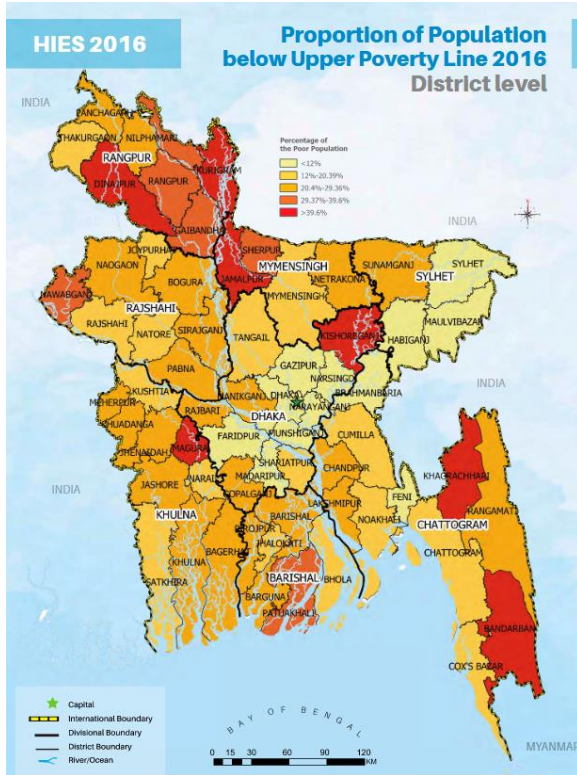 HIES 2016
Proportion of Population
below Upper Poverty Line 2016
District level
INDIA
PANCHAGARH
THAKURGAON
NILPHAMARI
RANGPUR
DINAJPUR
RANGPUR
KURIGRAM
GAIBANDHA
Percentage of
the Poor Population
<12%
12%-20.39%
20.4%-29.36%
29.37%-39.6%
>39.6%
INDIA
JOYPURHAT
NAOGAON
BOGURA
NAWABGANJ
RAJSHAHI
RAJSHAHI
NATORE
SIRAJGANJ
PABNA
SHERPUR
JAMALPUR
MYMENSINGH
MYMENSINGH
NETRAKONA
TANGAIL
KISHOREGANJ
SUNAMGANJ
SYLHET
SYLHET
MAULVIBAZAR
HABIGANJ
GAZIPUR
NARSINGDI
BRAHMANBARIA
DHAKA
NARAYANGANJ
MANIKGANJ
DHAKA
MUNSHIGANJ
RAJBARI
FARIDPUR
SHARIATPUR
MADARIPUR
GOPALGANJ
KUSHTIA
MEHERPUR
CHUADANGA
JHENAIDAH
MAGURA
NARAIL
JASHORE
KHULNA
KHULNA
BAGERHAT
SATKHIRA
INDIA
INDIA
CUMILLA
CHANDPUR
LAKSHMIPUR
NOAKHALI
FENI
KHAGRACHHARI
RANGAMATI
CHATTOGRAM
CHATTOGRAM
BANDARBAN
COX'S BAZAR
BARISHAL
PIROJPUR
JHALOKATI
BARISHAL
BHOLA
BARGUNA
PATUAKHALI
BAY OF BENGAL
MYANMAR
Capital
International Boundary
Divisional Boundary
District Boundary
River/Ocean
0 15 30 60 90 120
KM